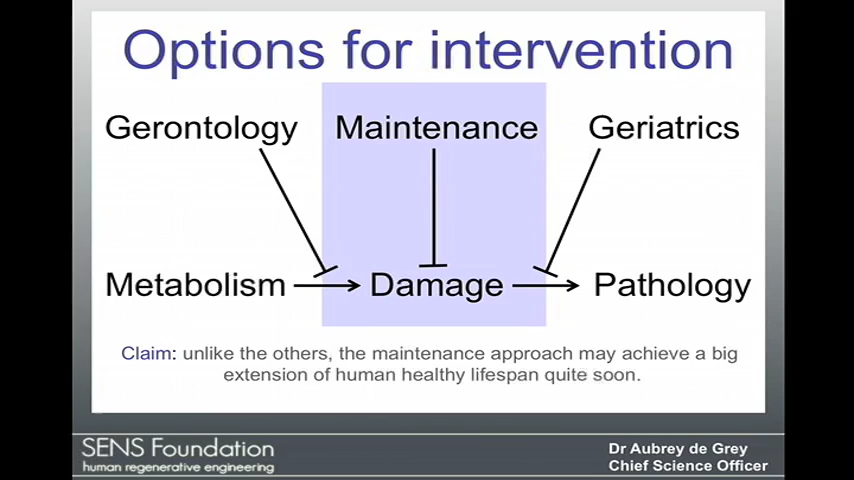 Options for intervention
Gerontology Maintenance Geriatrics
Metabolism Damage Pathology
Claim: unlike the others, the maintenance approach may achieve a big
extension of human healthy lifespan quite soon.
SENS Foundation
human regenerative engineering
Dr Aubrey de Grey
Chief Science Officer